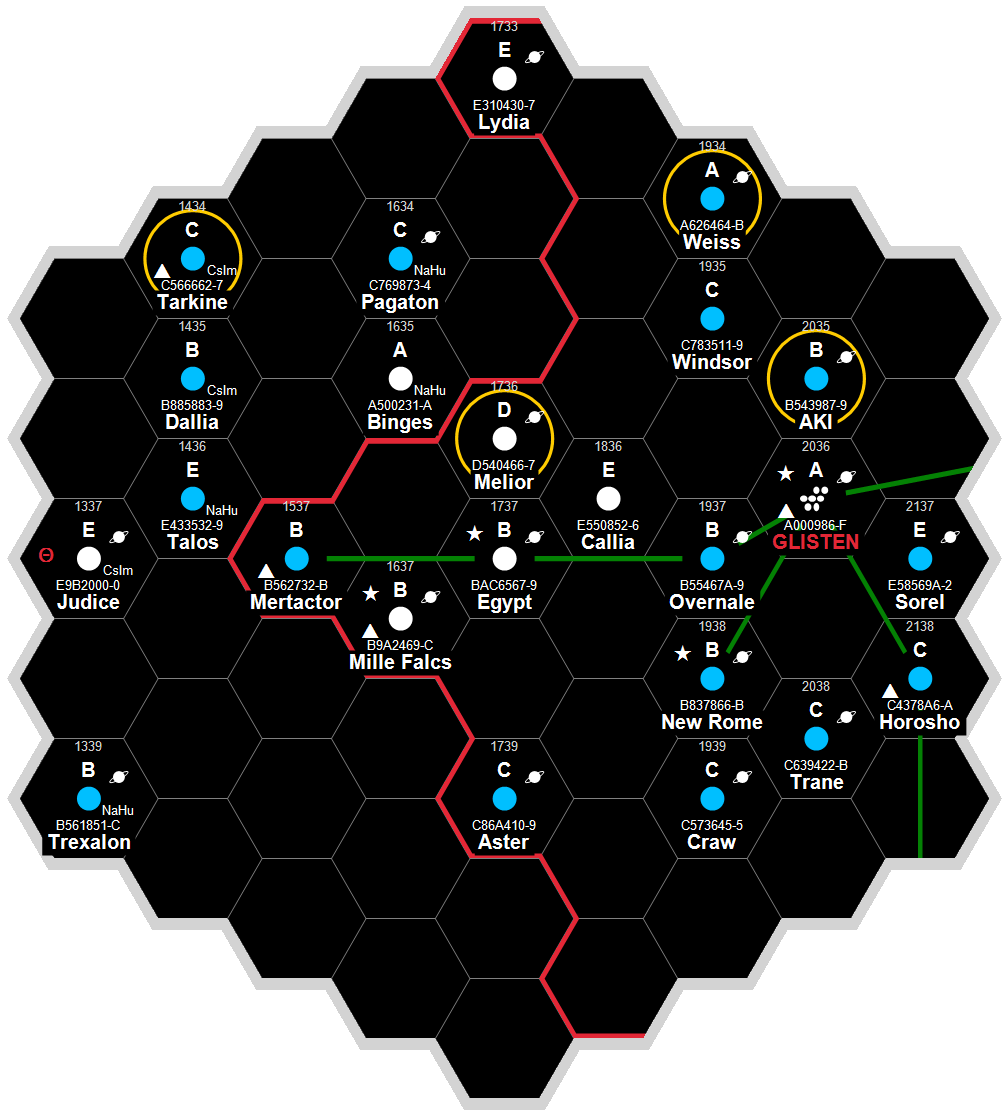 1733
E
E310430-7
Lydia
1934
A
A626464-B
Weiss
1434
C
CsIm
C566662-7
Tarkine
1634
C
NaHu
C769873-4
Pagaton
1935
C
C783511-9
Windsor
1435
B
CsIm
B885883-9
Dallia
1635
A
NaHu
A500231-A
Binges
2035
B
B543987-9
AKI
1736
D
D540466-7
Melior
1436
E
NaHu
E433532-9
Talos
1836
E
E550852-6
Callia
2036
A
A000986-F
GLISTEN
1337
E
Θ
CsIm
E9B2000-0
Judice
1537
B
B562732-B
Mertactor
1737
B
BAC6567-9
Egypt
1937
B
B55467A-9
Overnale
2137
E
E58569A-2
Sorel
1637
B
B9A2469-C
Mille Falcs
1938
B
B837866-B
New Rome
2138
C
C4378A6-A
Horosho
2038
C
C639422-B
Trane
1339
B
NaHu
B561851-C
Trexalon
1739
C
C86A410-9
Aster
1939
C
C573645-5
Craw